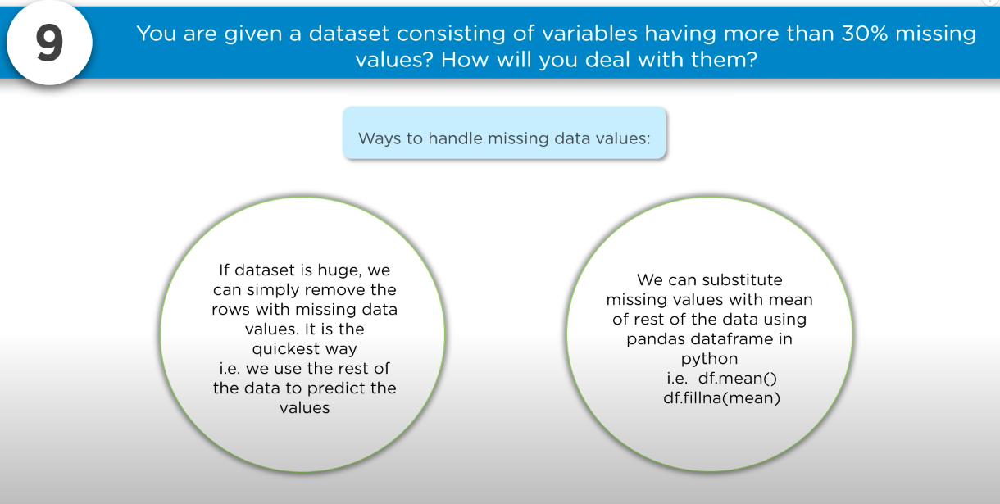 9
You are given a dataset consisting of variables having more than 30% missing
values? How will you deal with them?
Ways to handle missing data values:
If dataset is huge, we
can simply remove the
rows with missing data
values. It is the
quickest way
i.e. we use the rest of
the data to predict the
values
We can substitute
missing values with mean
of rest of the data using
pandas dataframe in
python
i.e. df.mean()
df.fillna(mean)